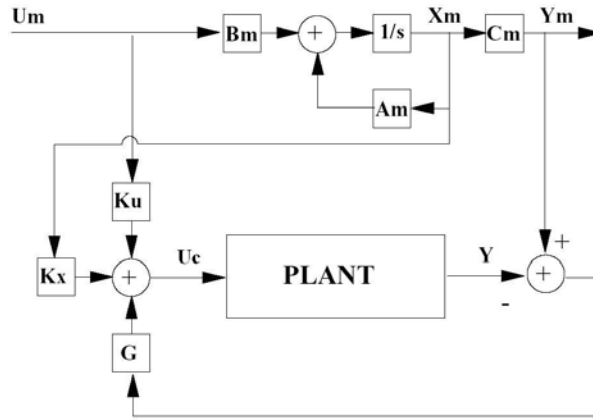 Um
Xm
Ym
Bm
+
1/s
Cm
Am
Ku
Kx
+
Uc
PLANT
Y
+
+
-
G